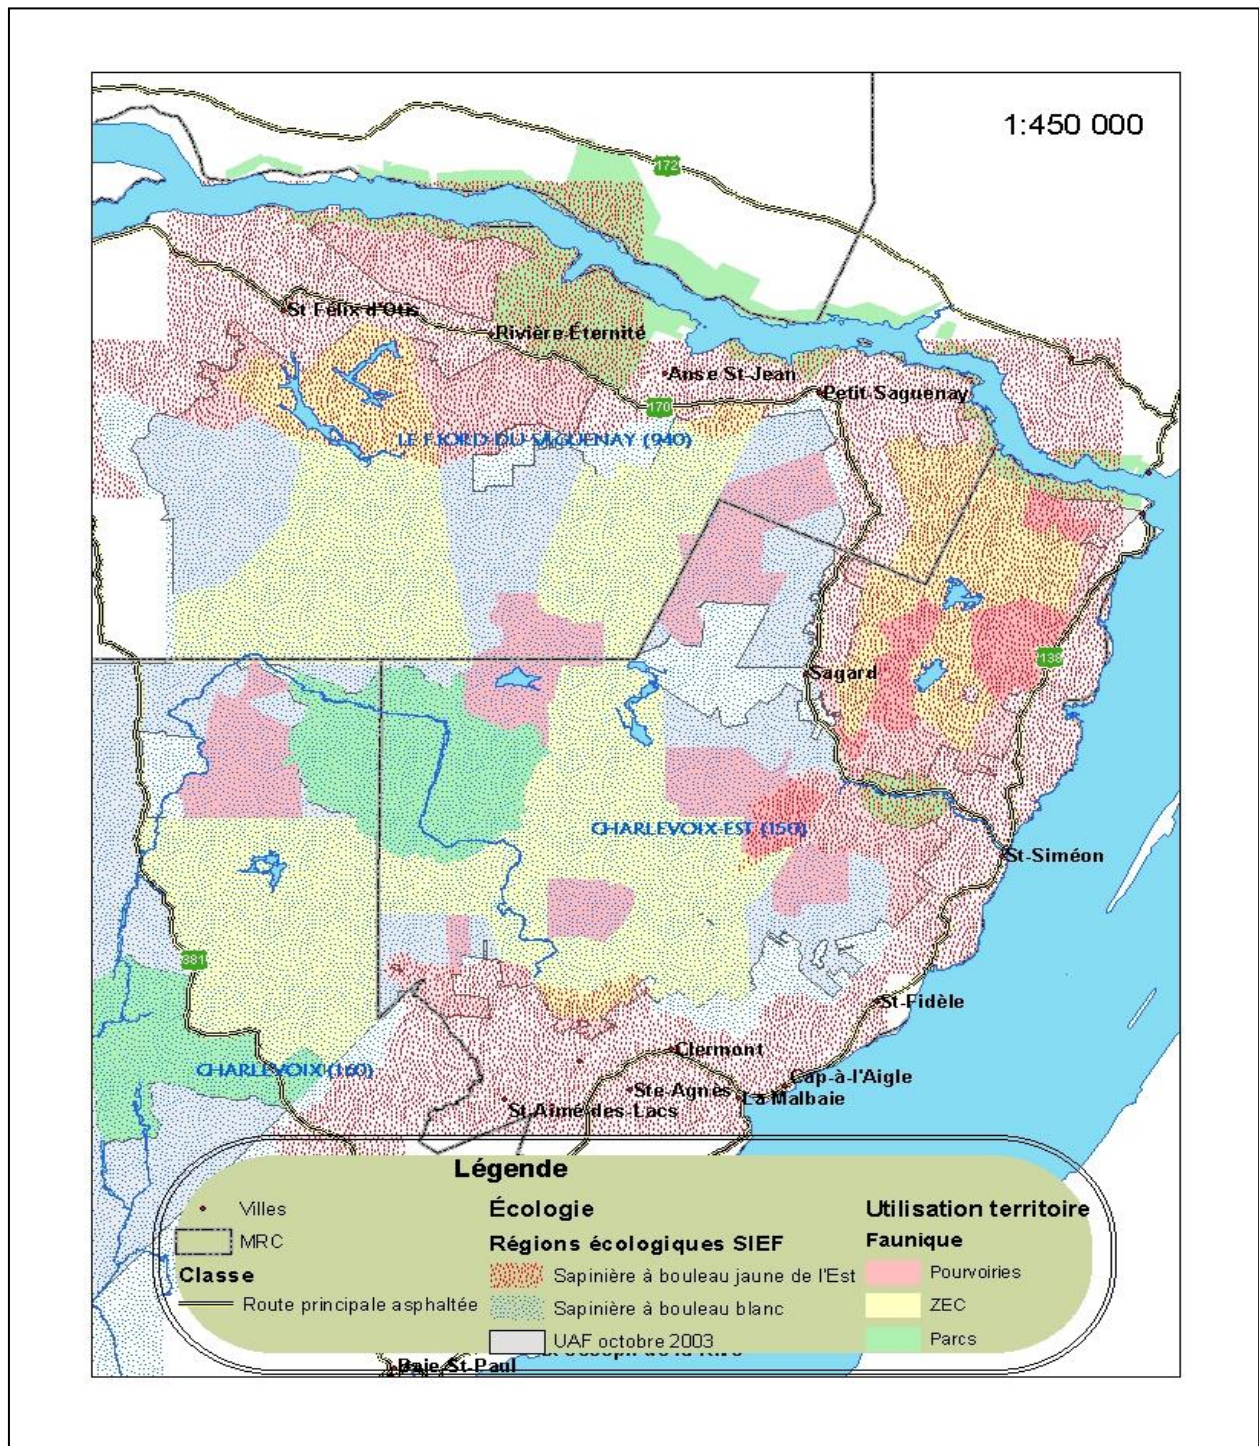 1:450 000
172
St Félix d'Otis
Rivière Éternité
Anse St-Jean
Petit Saguenay
170
LE FJORD-DU-SAGUENAY (940)
138
Sagard
CHARLEVOIX-EST (150)
St-Siméon
381
St-Fidèle
Clermont
CHARLEVOIX (160)
Cap-à-l'Aigle
Ste-Agnès
La Malbaie
St-Aimé-des-Lacs
Légende
Villes
MRC
Classe
Route principale asphaltée
Écologie
Régions écologiques SIEF
Sapinière à bouleau jaune de l'Est
Sapinière à bouleau blanc
UAF octobre 2003
Utilisation territoire
Faunique
Pourvoiries
ZEC
Parcs
Baie-St-Paul